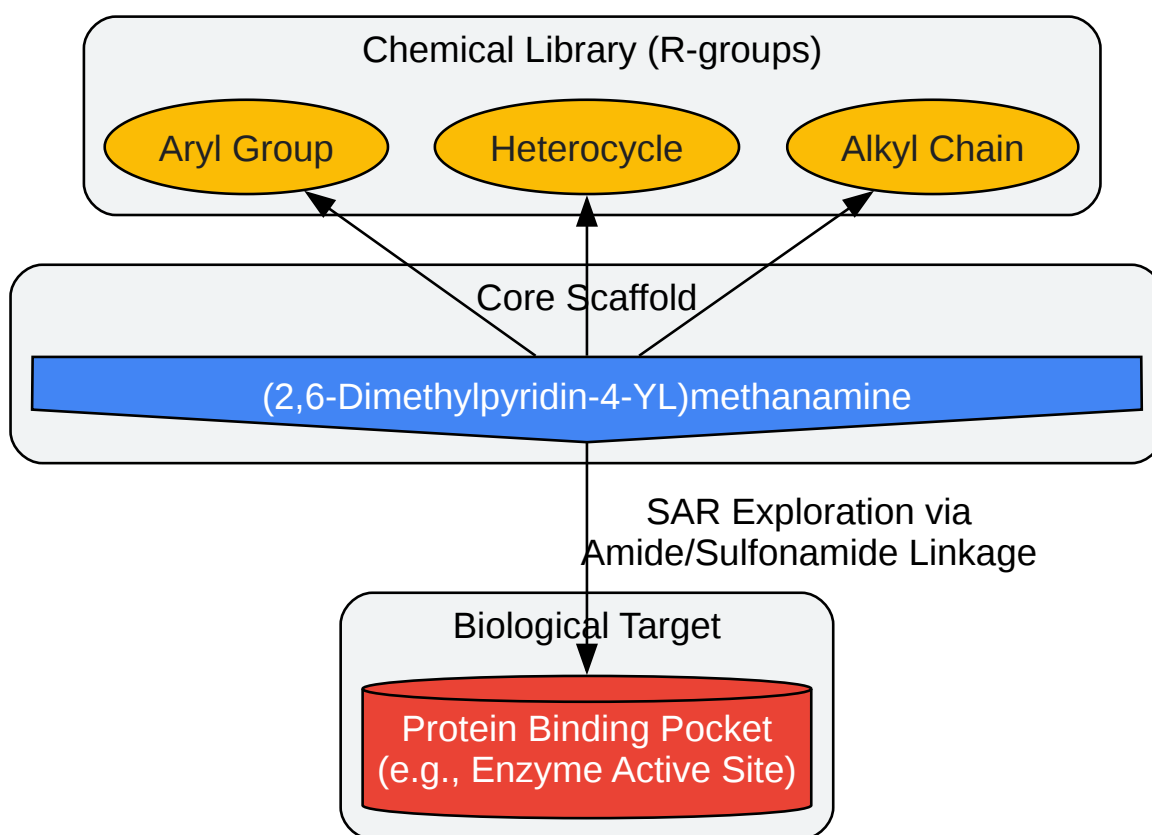 Chemical Library (R-groups)
Aryl Group
Heterocycle
Alkyl Chain
Core Scaffold
(2,6-Dimethylpyridin-4-YL)methanamine
SAR Exploration via
Amide/Sulfonamide Linkage
Biological Target
Protein Binding Pocket
(e.g., Enzyme Active Site)